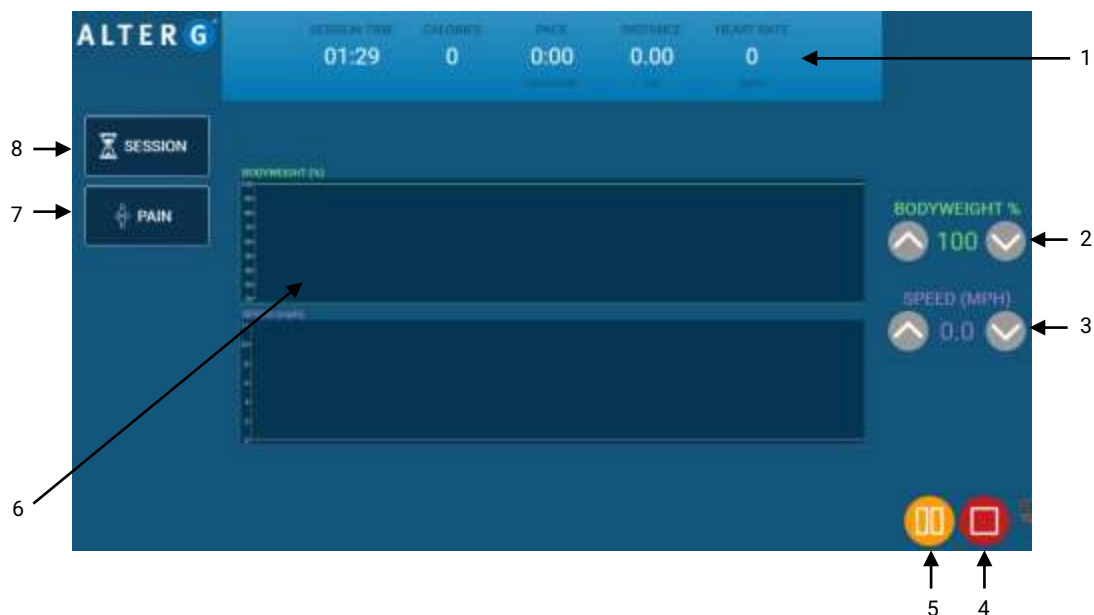 ALTER G
SESSION TIME CALORIES PACE DISTANCE HEART RATE
01:29 0 0:00 0.00 0
1
8
SESSION
7
PAIN
BODYWEIGHT (%)
BODYWEIGHT %
100
2
SPEED (MPH)
0.0
3
6
5 4